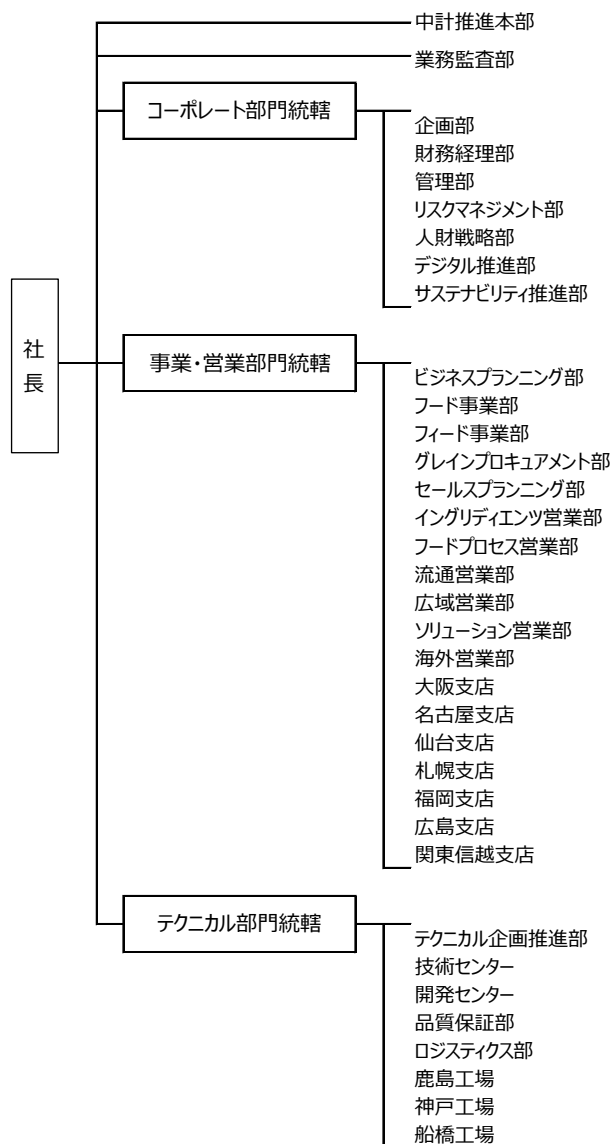 中計推進本部
業務監査部
コーポレート部門統轄
企画部
財務経理部
管理部
リスクマネジメント部
人財戦略部
デジタル推進部
サステナビリティ推進部
社長
事業・営業部門統轄
ビジネスプランニング部
フード事業部
フィード事業部
グレインプロキュアメント部
セールスプランニング部
イングリディエンツ営業部
フードプロセス営業部
流通営業部
広域営業部
ソリューション営業部
海外営業部
大阪支店
名古屋支店
仙台支店
札幌支店
福岡支店
広島支店
関東信越支店
テクニカル部門統轄
テクニカル企画推進部
技術センター
開発センター
品質保証部
ロジスティクス部
鹿島工場
神戸工場
船橋工場